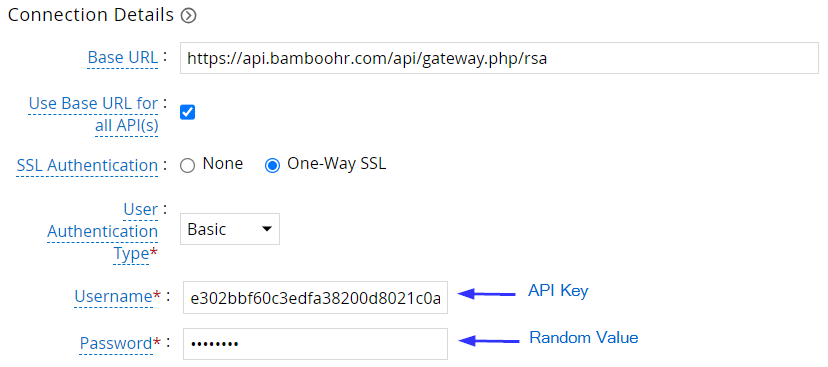 Connection Details
Base URL : https://api.bamboohr.com/api/gateway.php/rsa
Use Base URL for :
all API(s)
SSL Authentication : None One-Way SSL
User :
Authentication Basic
Type*
Username* : e302bbf60c3edfa38200d8021c0a API Key
Password* : •••••••• Random Value